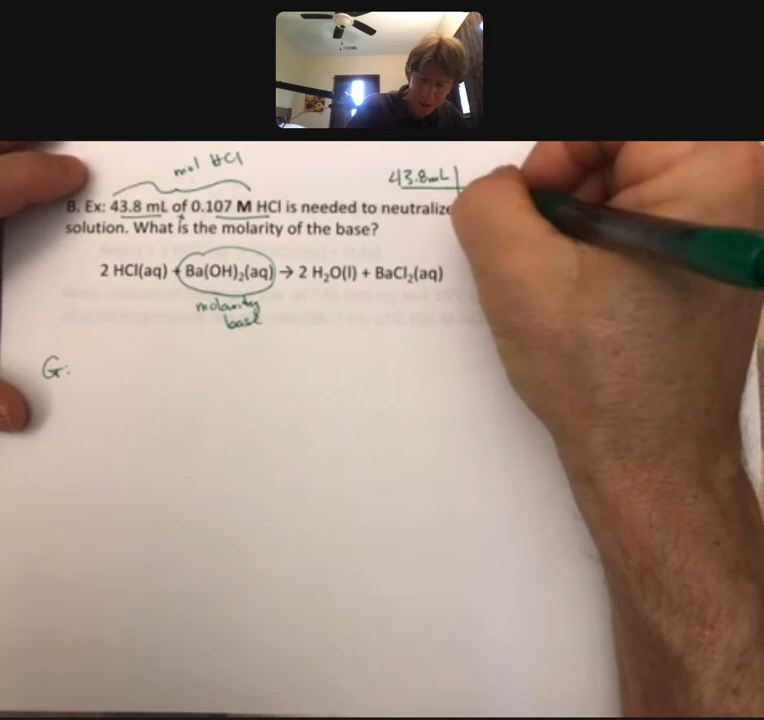 mol HCl
43.8mL
B. Ex: 43.8 mL of 0.107 M HCl is needed to neutralize
solution. What is the molarity of the base?
2 HCl(aq) + Ba(OH)₂(aq) → 2 H₂O(l) + BaCl₂(aq)
molarity
base
G: